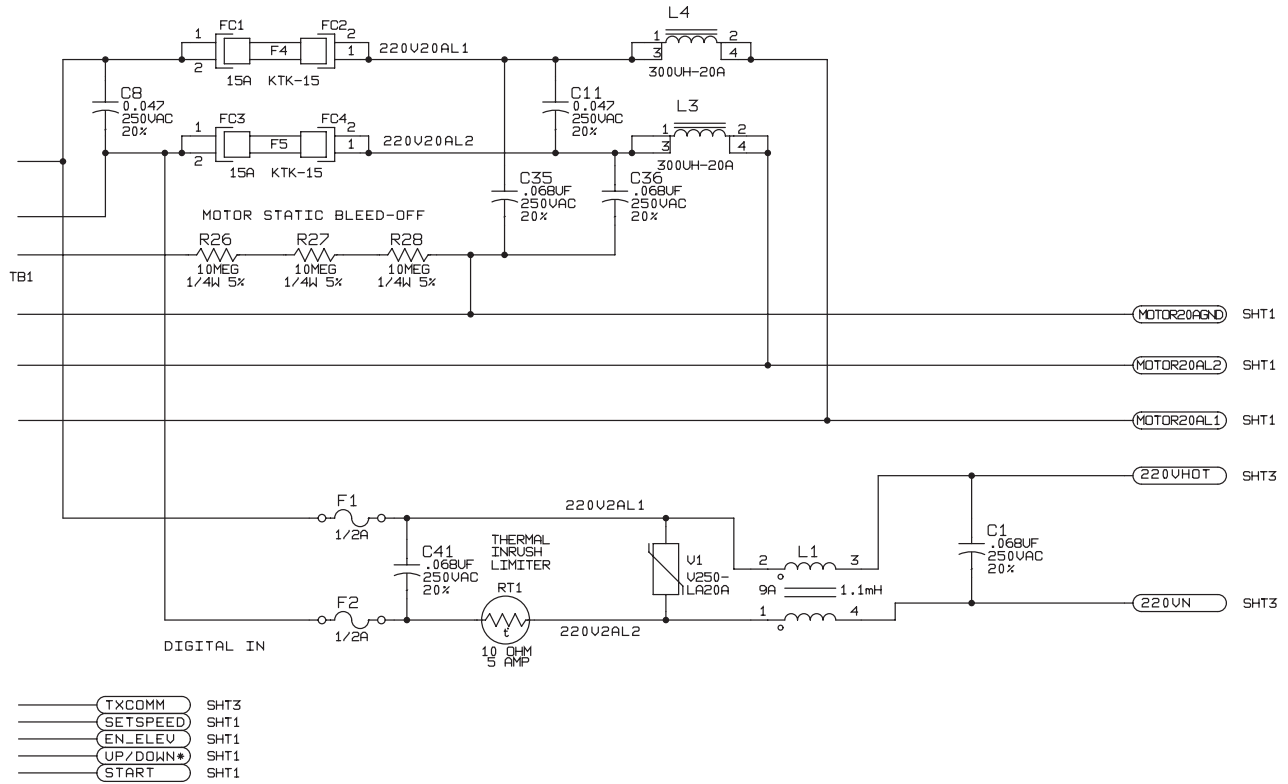 L4
FC1
FC2
1
2
F4
2
1
220V20AL1
1
3
2
4
15A
KTK-15
300UH-20A
C8
0.047
250VAC
20%
C11
0.047
250VAC
20%
L3
FC3
FC4
1
2
F5
2
1
220V20AL2
1
3
2
4
15A
KTK-15
300UH-20A
C35
.068UF
250VAC
20%
C36
.068UF
250VAC
20%
MOTOR STATIC BLEED-OFF
R26
10MEG
1/4W 5%
R27
10MEG
1/4W 5%
R28
10MEG
1/4W 5%
TB1
MOTOR20AGND SHT1
MOTOR20AL2 SHT1
MOTOR20AL1 SHT1
220VHOT SHT3
F1
1/2A
220V2AL1
C41
.068UF
250VAC
20%
THERMAL
INRUSH
LIMITER
RT1
t
10 OHM
5 AMP
V1
V250-
LA20A
2
L1
3
9A
1.1mH
1
4
C1
.068UF
250VAC
20%
F2
1/2A
220V2AL2
220VN SHT3
DIGITAL IN
TXCOMM SHT3
SETSPEED SHT1
EN_ELEV SHT1
UP/DOWN* SHT1
START SHT1